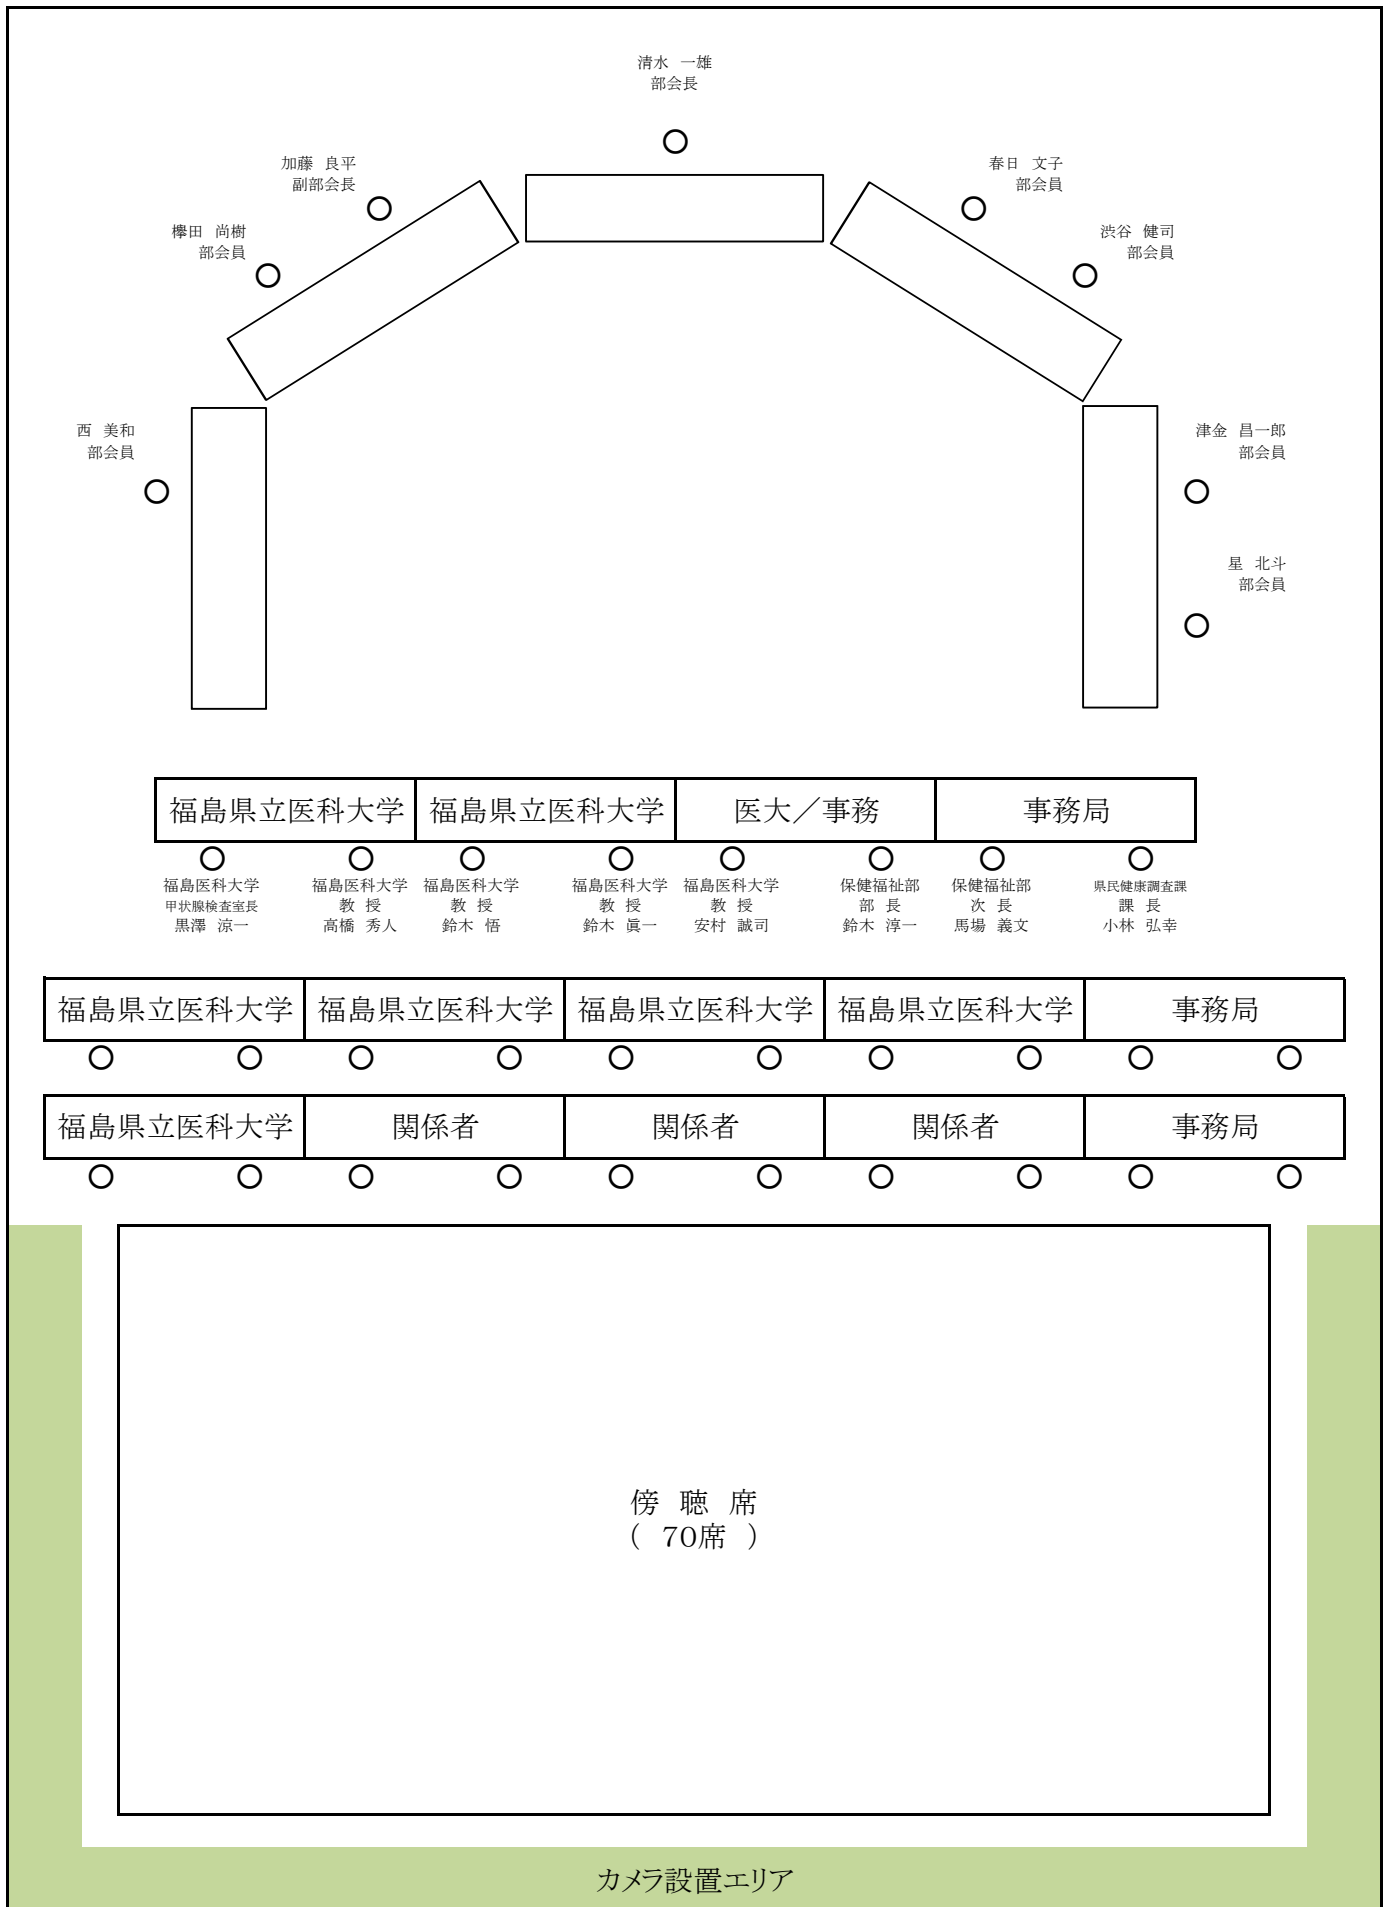 清水 一雄
部会長
加藤 良平
副部会長
春日 文子
部会員
欅田 尚樹
部会員
渋谷 健司
部会員
西 美和
部会員
津金 昌一郎
部会員
星 北斗
部会員
福島県立医科大学 福島県立医科大学 医大／事務 事務局
福島医科大学 福島医科大学 福島医科大学 福島医科大学 福島医科大学 保健福祉部 保健福祉部 県民健康調査課
甲状腺検査室長 教 授 教 授 教 授 教 授 部 長 次 長 課 長
黒澤 涼一 高橋 秀人 鈴木 悟 鈴木 眞一 安村 誠司 鈴木 淳一 馬場 義文 小林 弘幸
福島県立医科大学 福島県立医科大学 福島県立医科大学 福島県立医科大学 事務局
福島県立医科大学 関係者 関係者 関係者 事務局
傍 聴 席
（ 70席 ）
カメラ設置エリア